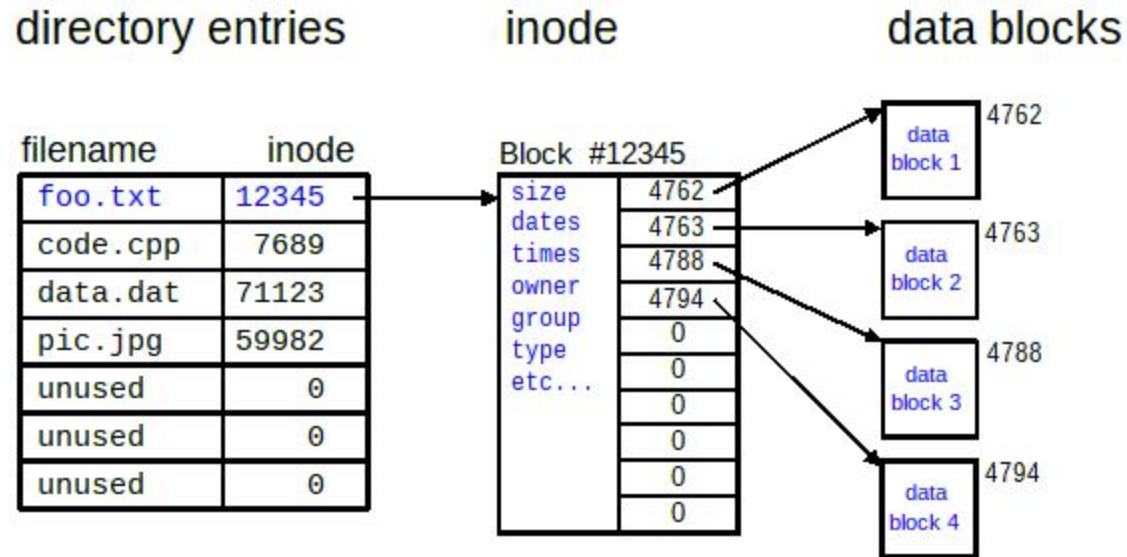 directory entries
inode
data blocks
filename inode
foo.txt 12345
code.cpp 7689
data.dat 71123
pic.jpg 59982
unused 0
unused 0
unused 0
Block #12345
size
dates
times
owner
group
type
etc...
4762
4763
4788
4794
0
0
0
0
0
0
data
block 1
4762
data
block 2
4763
data
block 3
4788
data
block 4
4794